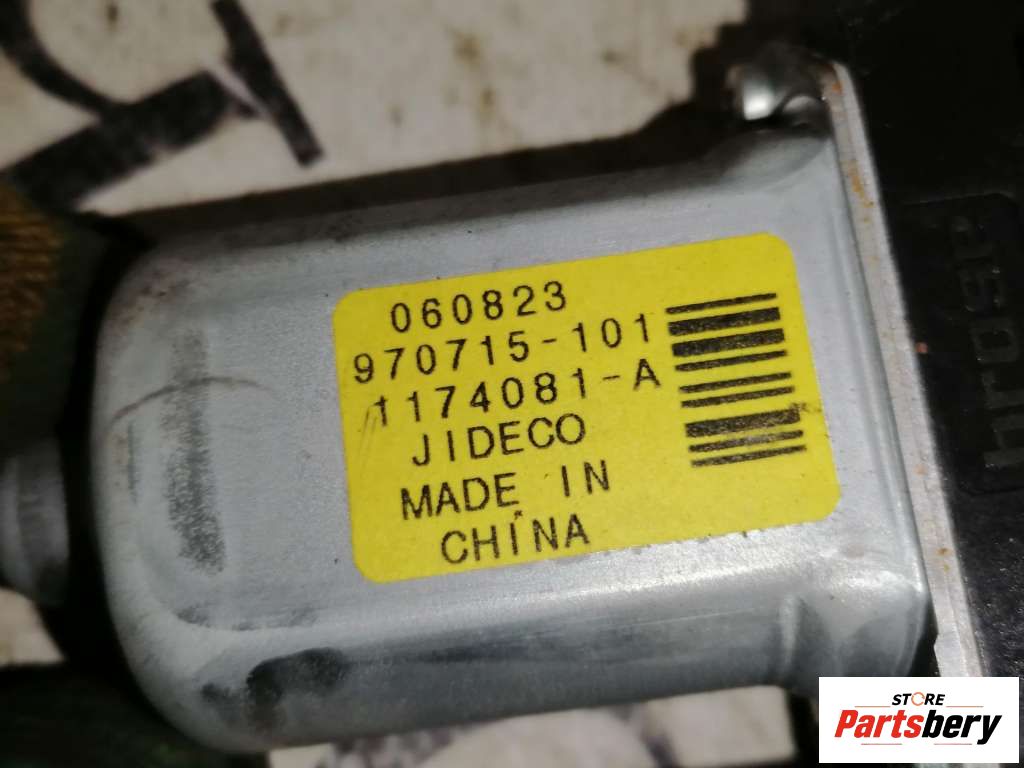 060823
970715-101
1174081-A
JIDECO
MADE IN
CHINA
STORE
Partsbery